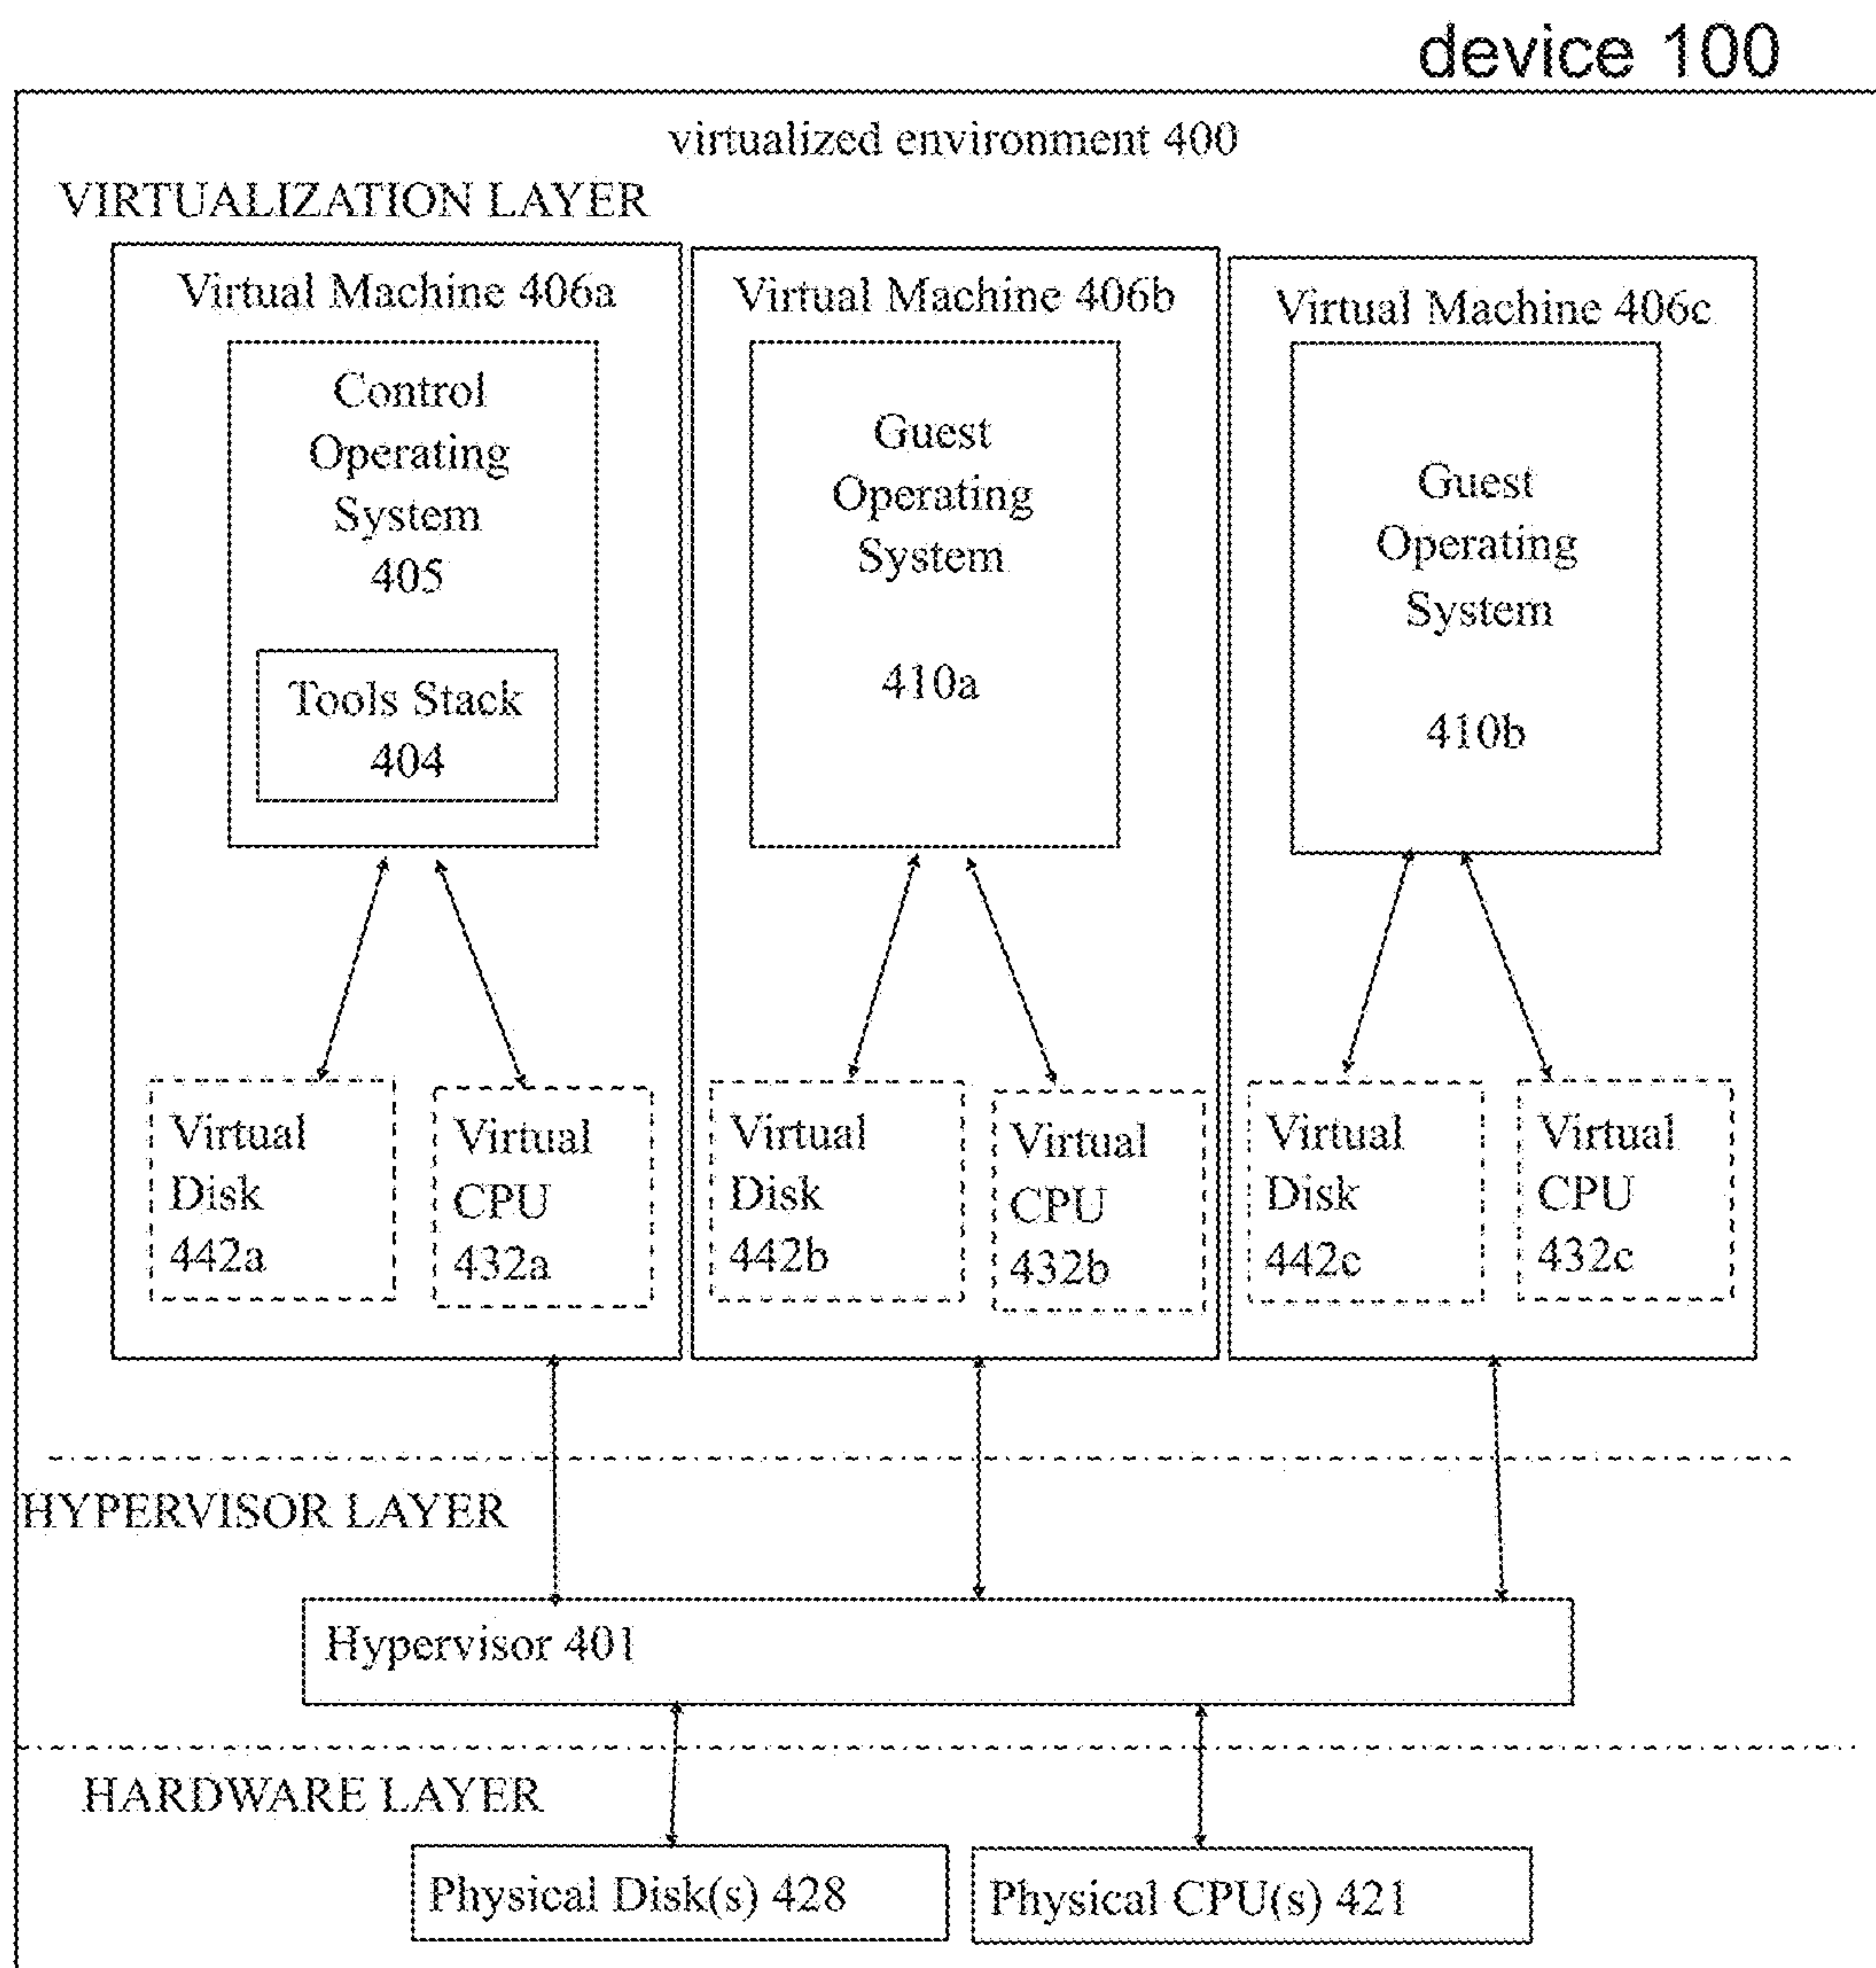 device 100
virtualized environment 400
VIRTUALIZATION LAYER
Virtual Machine 406a
Control
Operating
System
405
Tools Stack
404
Virtual
Disk
442a
Virtual
CPU
432a
Virtual Machine 406b
Guest
Operating
System
410a
Virtual
Disk
442b
Virtual
CPU
432b
Virtual Machine 406c
Guest
Operating
System
410b
Virtual
Disk
442c
Virtual
CPU
432c
HYPERVISOR LAYER
Hypervisor 401
HARDWARE LAYER
Physical Disk(s) 428
Physical CPU(s) 421